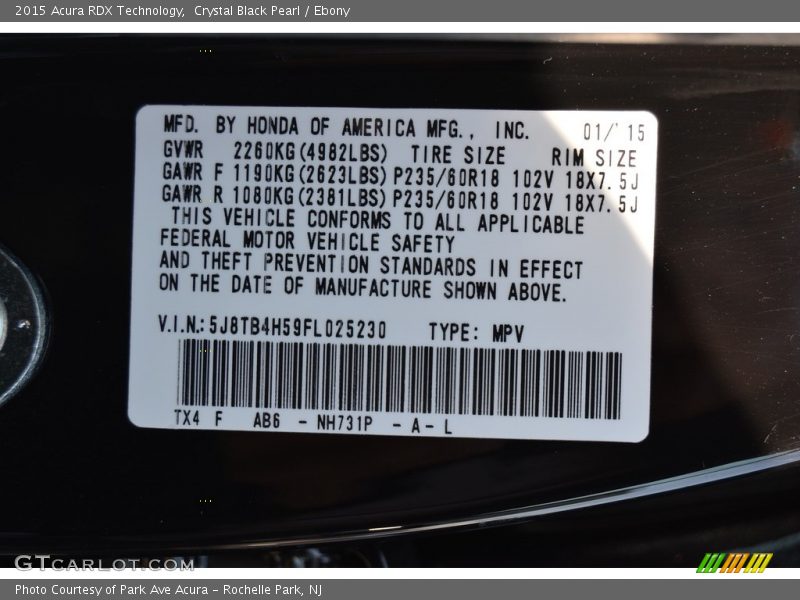 2015 Acura RDX Technology, Crystal Black Pearl / Ebony
MFD. BY HONDA OF AMERICA MFG., INC. 01/'15
GVWR 2260KG(4982LBS) TIRE SIZE RIM SIZE
GAWR F 1190KG(2623LBS) P235/60R18 102V 18X7.5J
GAWR R 1080KG(2381LBS) P235/60R18 102V 18X7.5J
THIS VEHICLE CONFORMS TO ALL APPLICABLE
FEDERAL MOTOR VEHICLE SAFETY
AND THEFT PREVENTION STANDARDS IN EFFECT
ON THE DATE OF MANUFACTURE SHOWN ABOVE.
V.I.N.: 5J8TB4H59FL025230 TYPE: MPV
TX4 F AB6 - NH731P - A - L
GTCARLOT.COM
Photo Courtesy of Park Ave Acura - Rochelle Park, NJ